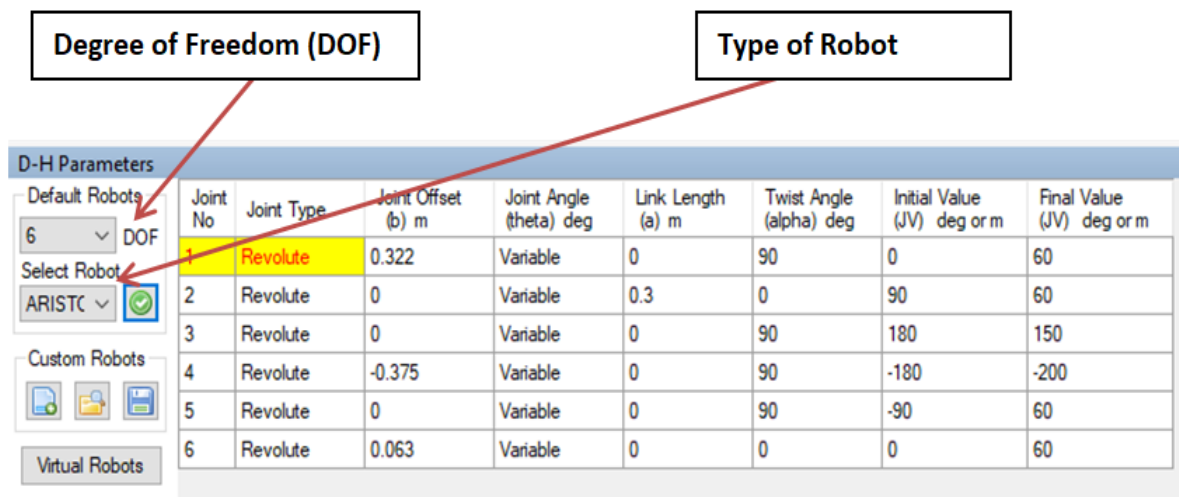 Degree of Freedom (DOF)
Type of Robot
D-H Parameters
Default Robots
6 DOF
Select Robot
ARISTC
Custom Robots
Virtual Robots
Joint No Joint Type Joint Offset (b) m Joint Angle (theta) deg Link Length (a) m Twist Angle (alpha) deg Initial Value (JV) deg or m Final Value (JV) deg or m
1 Revolute 0.322 Variable 0 90 0 60
2 Revolute 0 Variable 0.3 0 90 60
3 Revolute 0 Variable 0 90 180 150
4 Revolute -0.375 Variable 0 90 -180 -200
5 Revolute 0 Variable 0 90 -90 60
6 Revolute 0.063 Variable 0 0 0 60